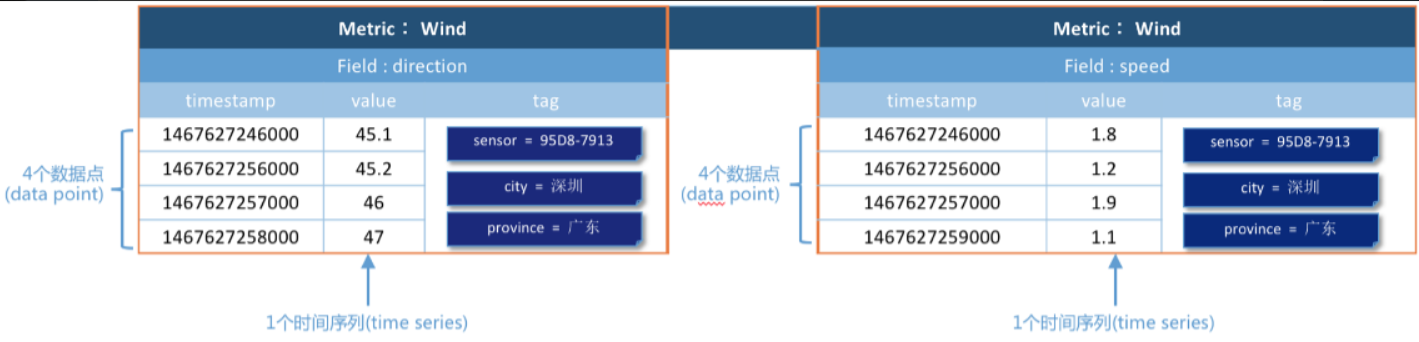 Metric： Wind
Field : direction
timestamp value tag
1467627246000 45.1
1467627256000 45.2
1467627257000 46
1467627258000 47
sensor = 95D8-7913
city = 深圳
province = 广东
4个数据点
(data point)
1个时间序列(time series)
Metric： Wind
Field : speed
timestamp value tag
1467627246000 1.8
1467627256000 1.2
1467627257000 1.9
1467627259000 1.1
sensor = 95D8-7913
city = 深圳
province = 广东
4个数据点
(data point)
1个时间序列(time series)